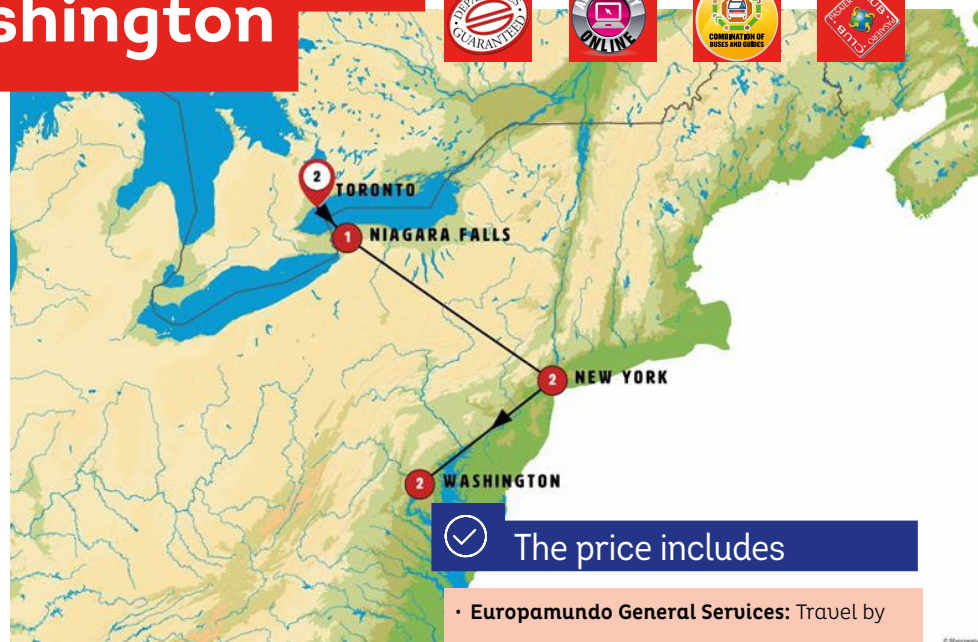 shington
GUARANTEED
ONLINE
COMBINATION OF
BUSES AND GUIDES
CLUB
PASAJERO
2
TORONTO
1 NIAGARA FALLS
2 NEW YORK
2 WASHINGTON
The price includes
· Europamundo General Services: Travel by